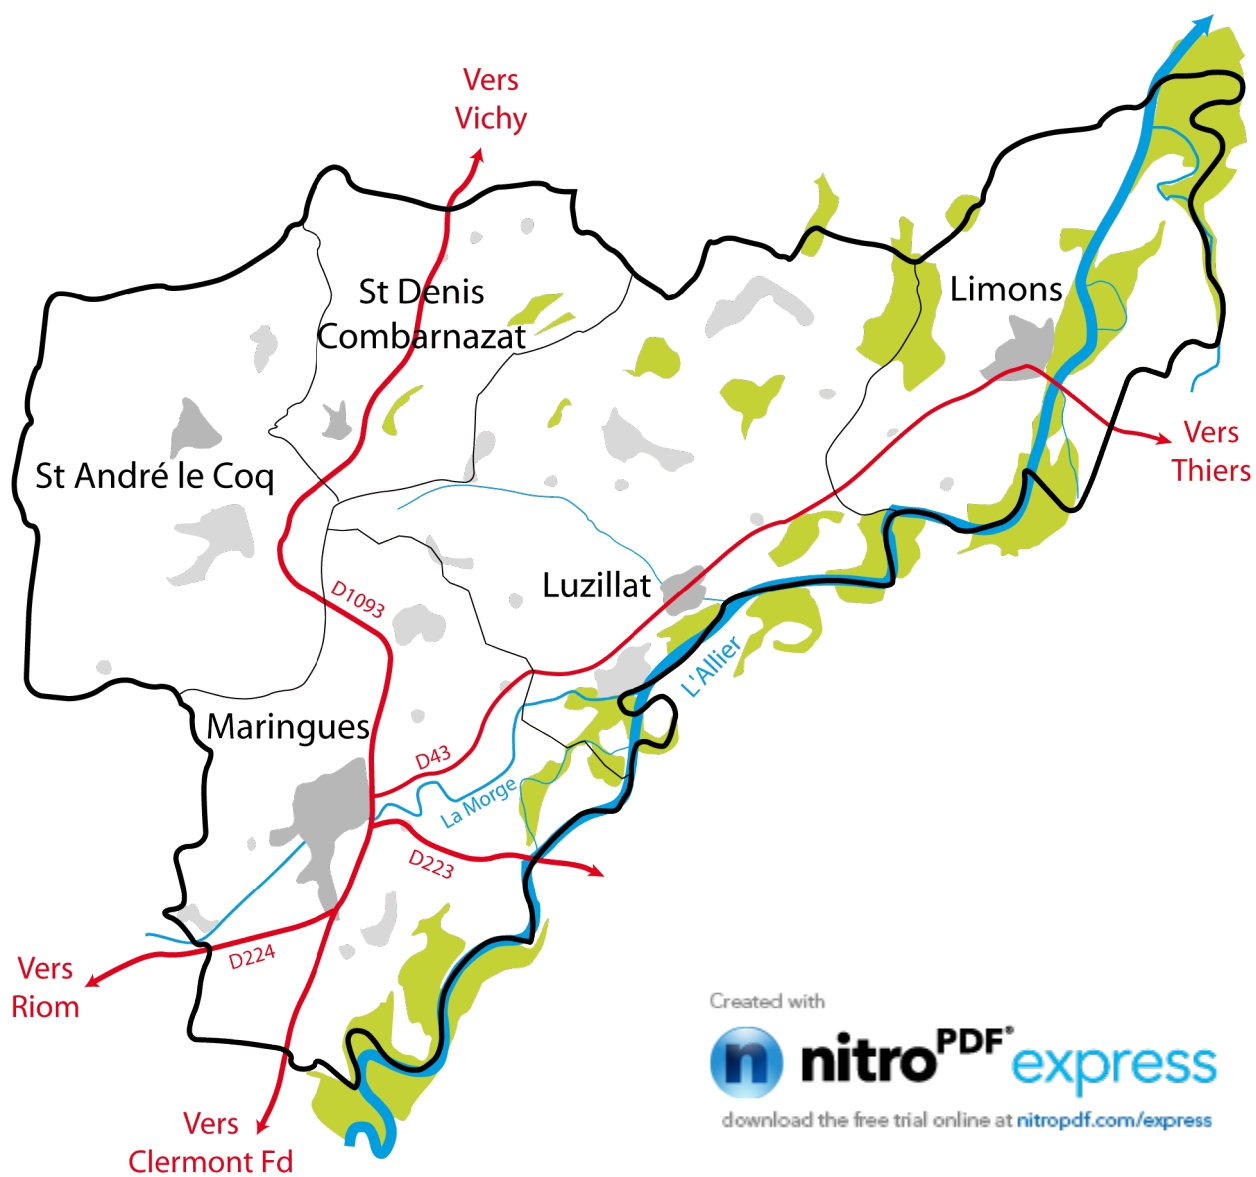 Vers
Vichy
St Denis
Combarnazat
Limons
Vers
Thiers
St André le Coq
Luzillat
D1093
L'Allier
Maringues
D43
La Morge
D223
D224
Vers
Riom
Vers
Clermont Fd
Created with
nitroPDF® express
download the free trial online at nitropdf.com/express